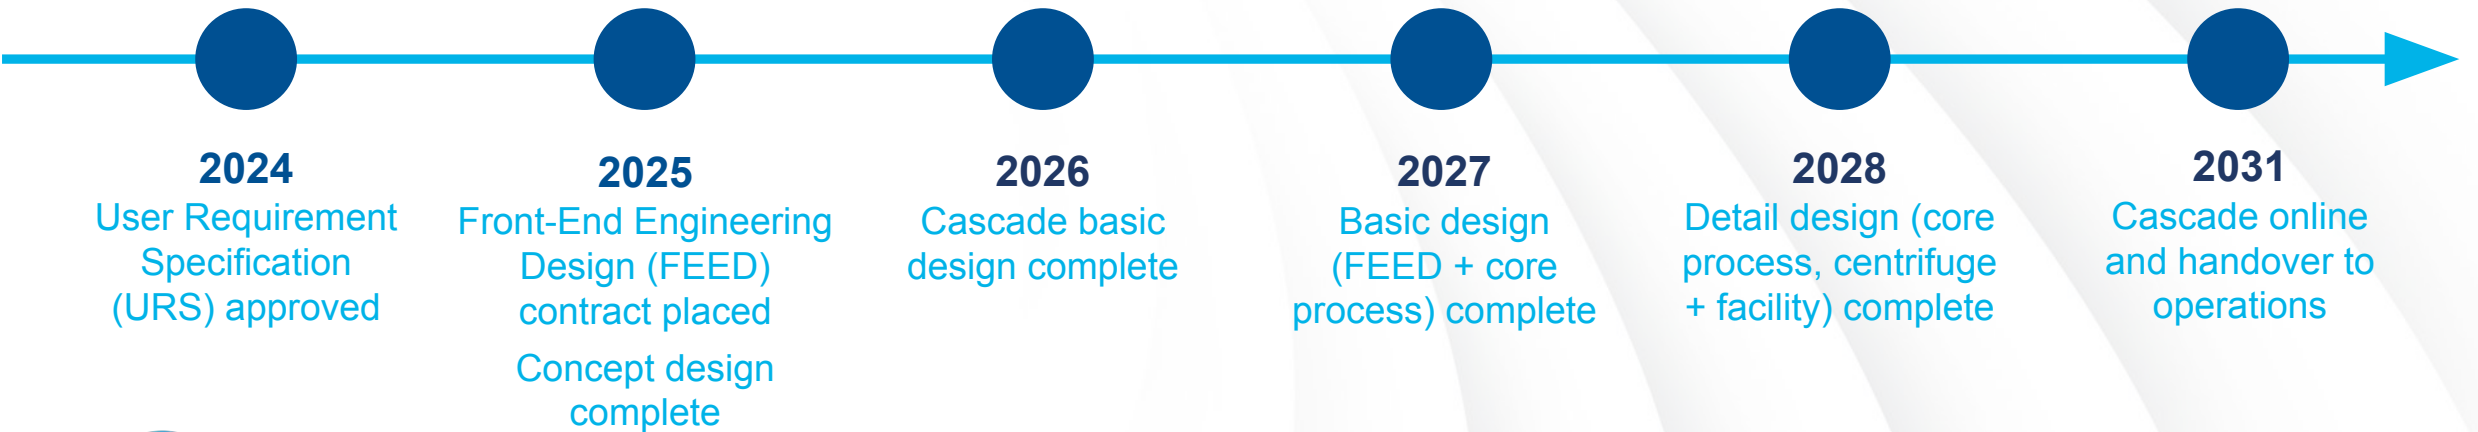 2024
User Requirement
Specification
(URS) approved
2025
Front-End Engineering
Design (FEED)
contract placed
Concept design
complete
2026
Cascade basic
design complete
2027
Basic design
(FEED + core
process) complete
2028
Detail design (core
process, centrifuge
+ facility) complete
2031
Cascade online
and handover to
operations